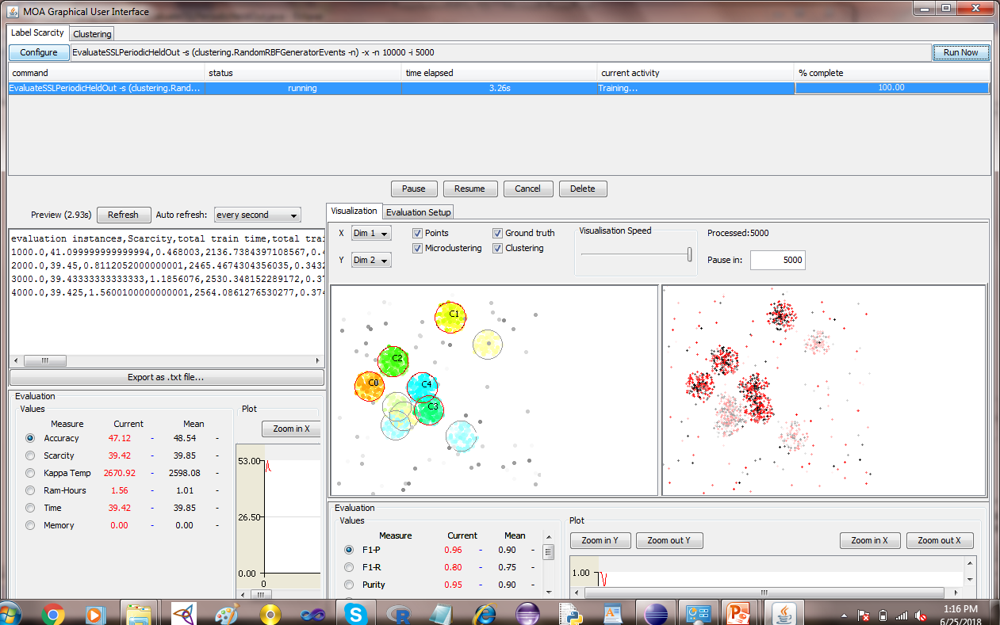 MOA Graphical User Interface
Label Scarcity Clustering
Configure EvaluateSSLPeriodicHeldOut -s (clustering.RandomRBFGeneratorEvents -n) -x -n 10000 -i 5000 Run Now
command status time elapsed current activity % complete
EvaluateSSLPeriodicHeldOut -s (clustering.Rand... running 3.26s Training... 100.00
Pause Resume Cancel Delete
Preview (2.93s) Refresh Auto refresh: every second
evaluation instances,Scarcity,total train time,total trai
1000.0,41.099999999999994,0.468003,2136.7384397108567,0.4
2000.0,39.45,0.8112052000000001,2465.4674304356035,0.3432
3000.0,39.43333333333333,1.1856076,2530.348152289172,0.37
4000.0,39.425,1.5600100000000001,2564.0861276530277,0.374
Export as .txt file...
Evaluation
Values
Measure Current Mean
Accuracy 47.12 - 48.54 -
Scarcity 39.42 - 39.85 -
Kappa Temp 2670.92 - 2598.08 -
Ram-Hours 1.56 - 1.01 -
Time 39.42 - 39.85 -
Memory 0.00 - 0.00 -
Plot
Zoom in X
53.00
26.50
0.00
0
Visualization Evaluation Setup
X Dim 1 Points Ground truth
Y Dim 2 Microclustering Clustering
Visualisation Speed
Processed:5000
Pause in: 5000
C1
C2
C0
C4
C3
Evaluation
Values
Measure Current Mean
F1-P 0.96 - 0.90 -
F1-R 0.80 - 0.75 -
Purity 0.95 - 0.90 -
Plot
Zoom in Y Zoom out Y Zoom in X Zoom out X
1.00
1:16 PM
6/25/2018